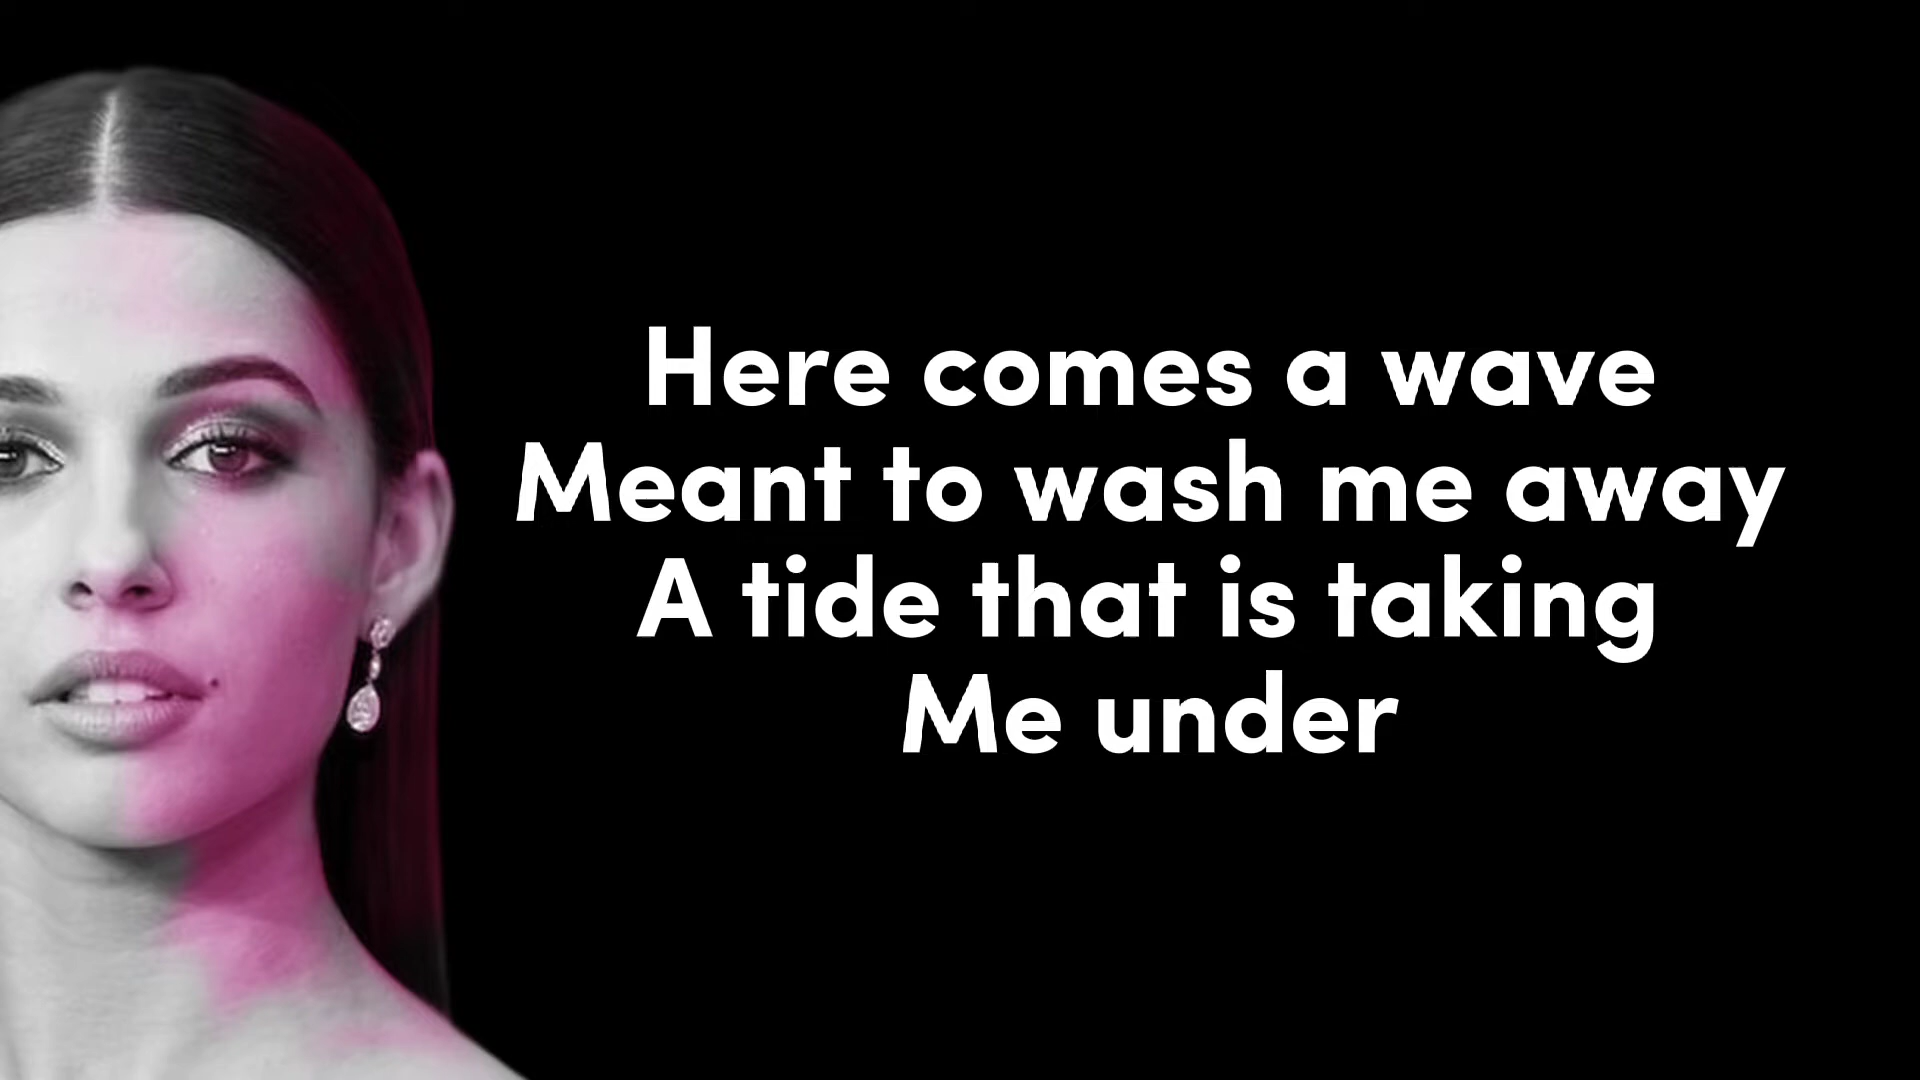 Here comes a wave
Meant to wash me away
A tide that is taking
Me under